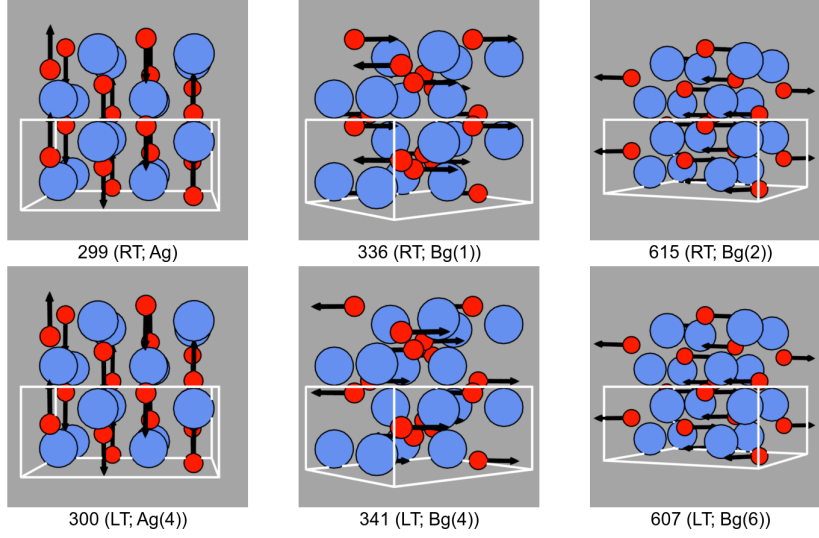 299 (RT; Ag)
336 (RT; Bg(1))
615 (RT; Bg(2))
300 (LT; Ag(4))
341 (LT; Bg(4))
607 (LT; Bg(6))